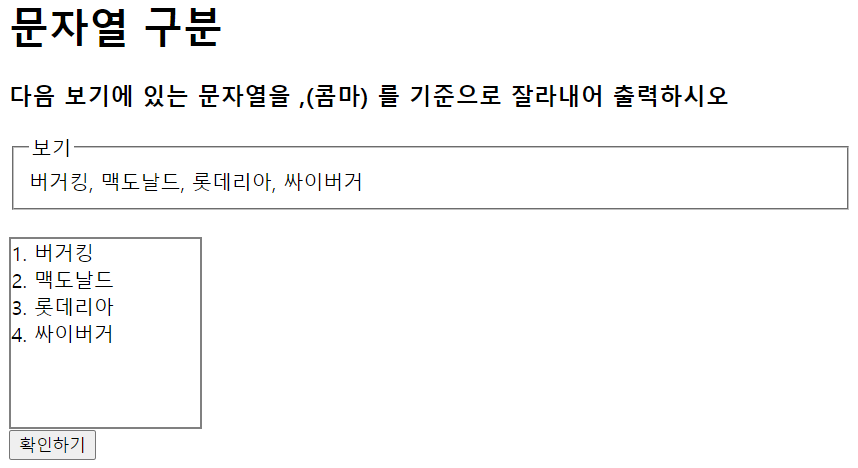 문자열 구분
다음 보기에 있는 문자열을 ,(콤마) 를 기준으로 잘라내어 출력하시오
보기
버거킹, 맥도날드, 롯데리아, 싸이버거
1. 버거킹
2. 맥도날드
3. 롯데리아
4. 싸이버거
확인하기